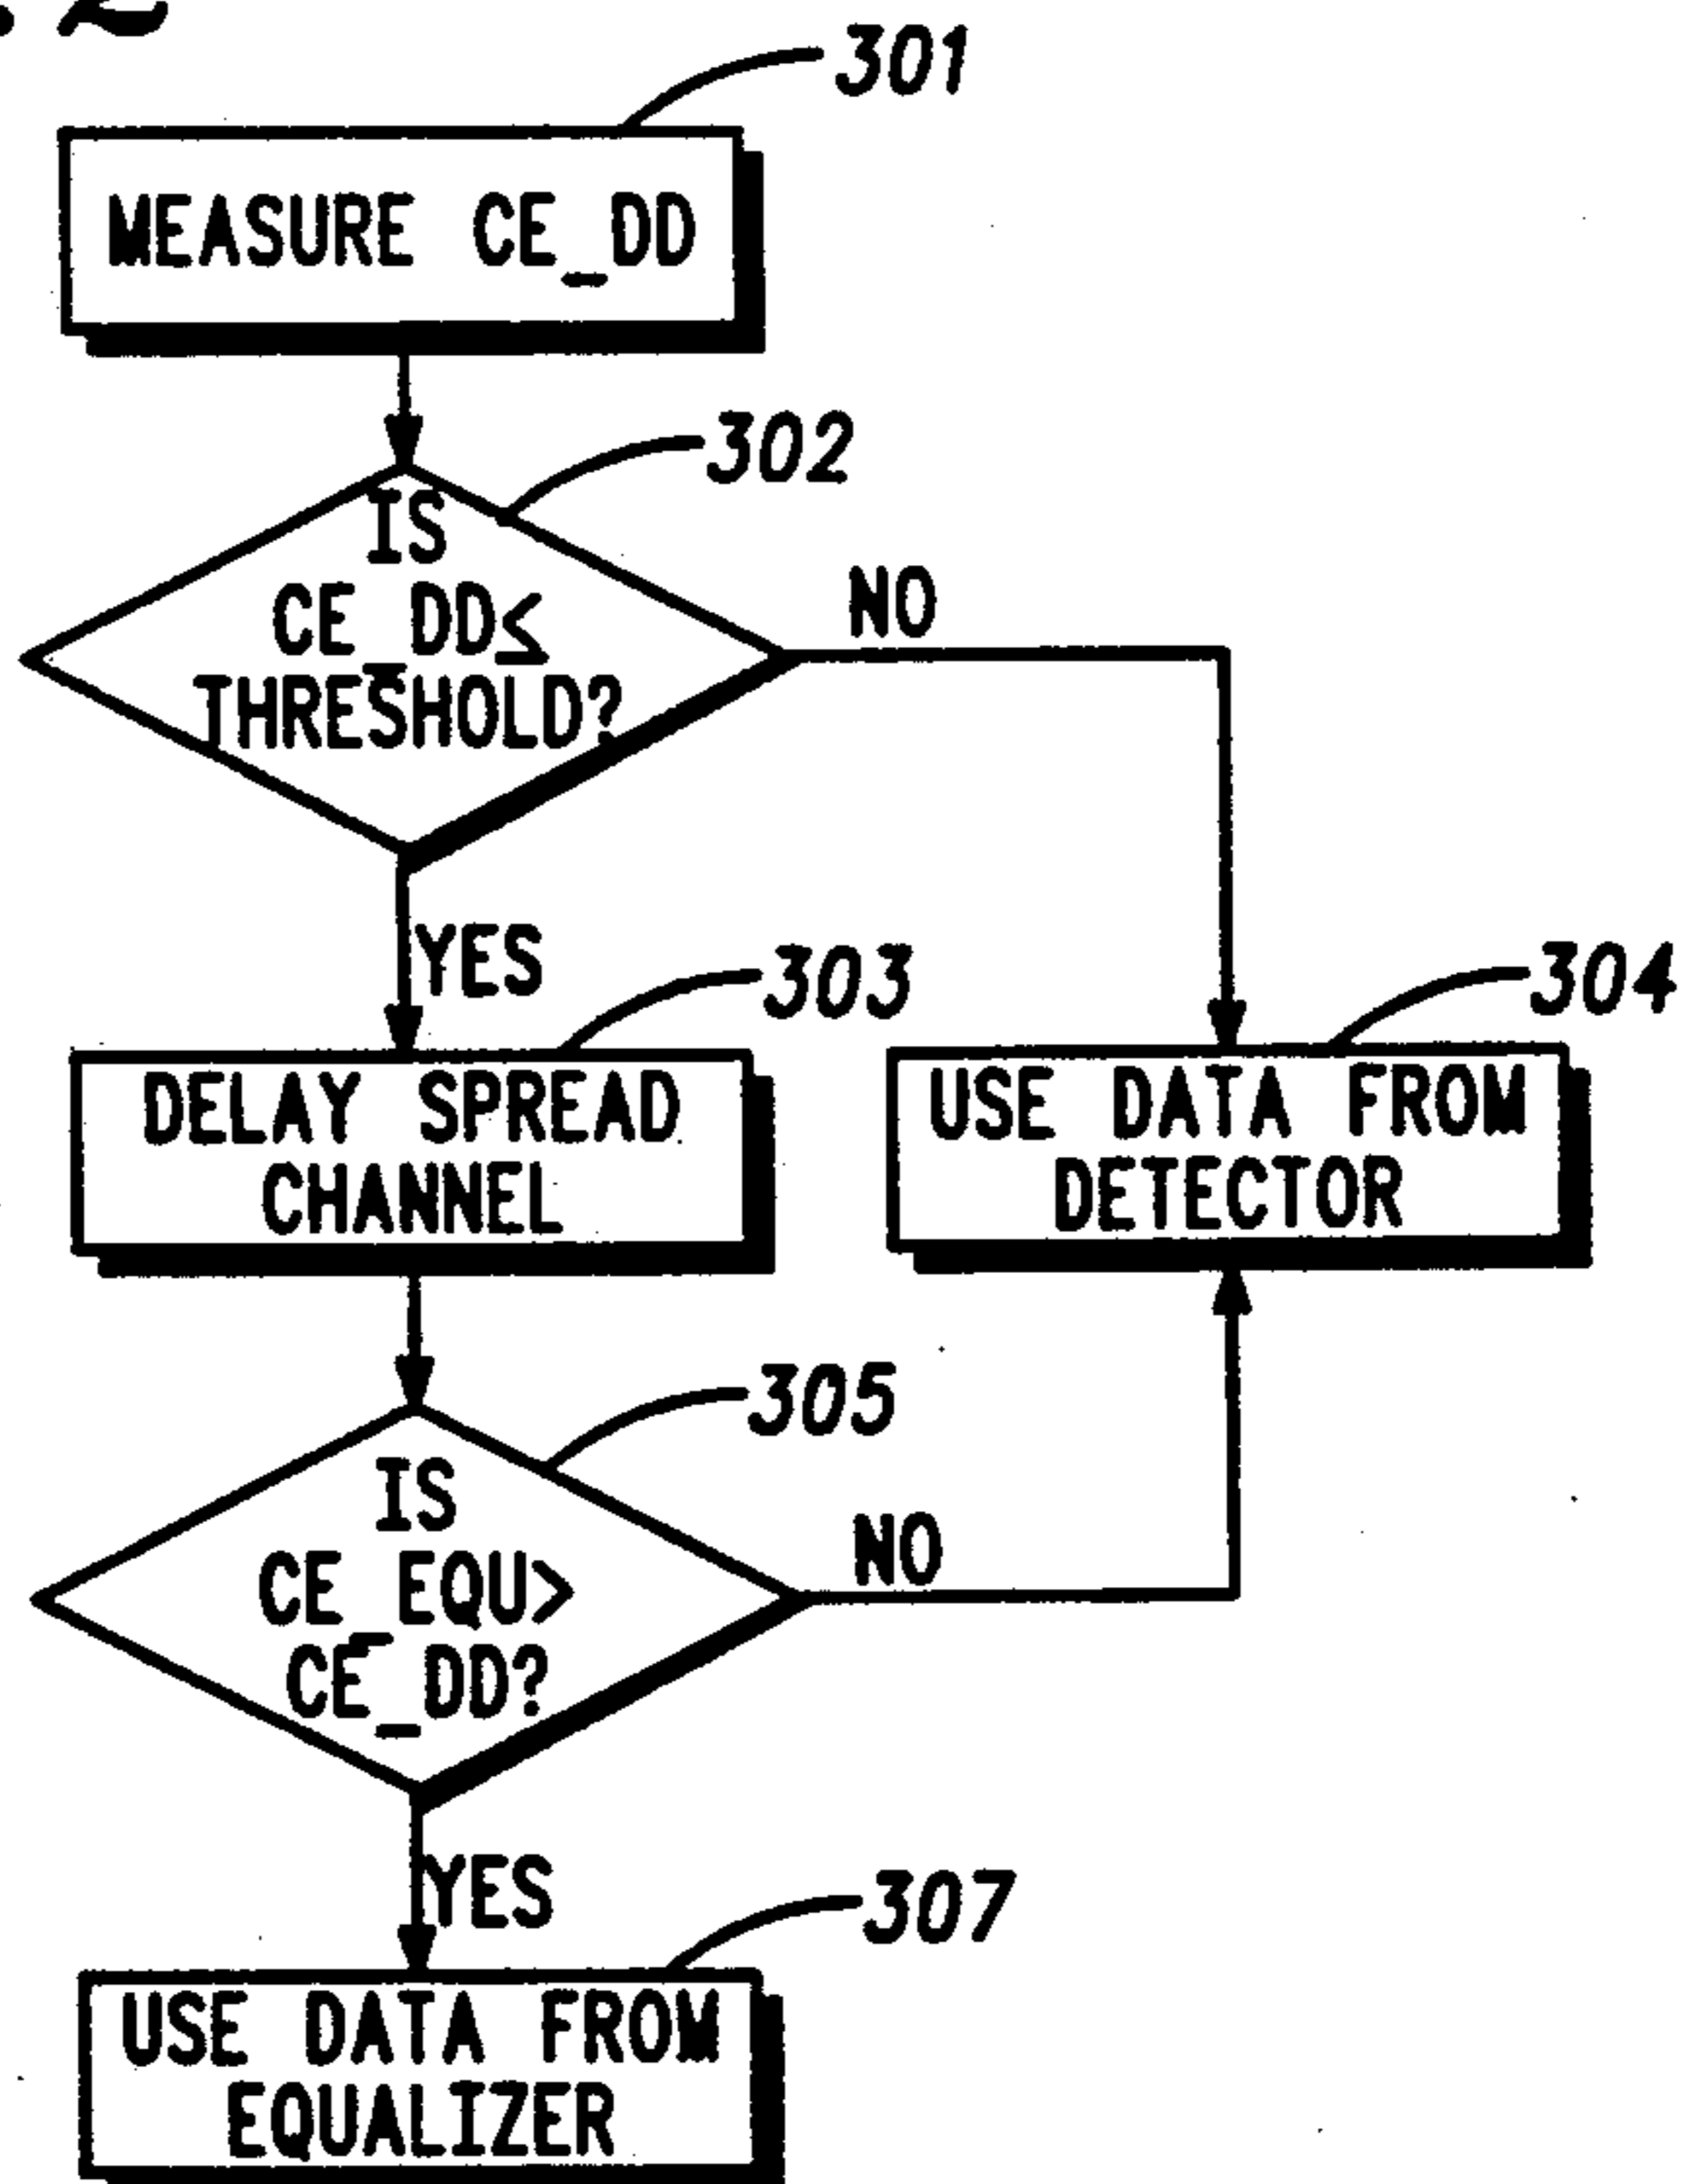 301
MEASURE CE_DD
302
IS
CE_DD≤
THRESHOLD?
NO
YES
303
304
DELAY SPREAD
CHANNEL
USE DATA FROM
DETECTOR
305
IS
CE_EQU>
CE_DD?
NO
YES
307
USE DATA FROM
EQUALIZER